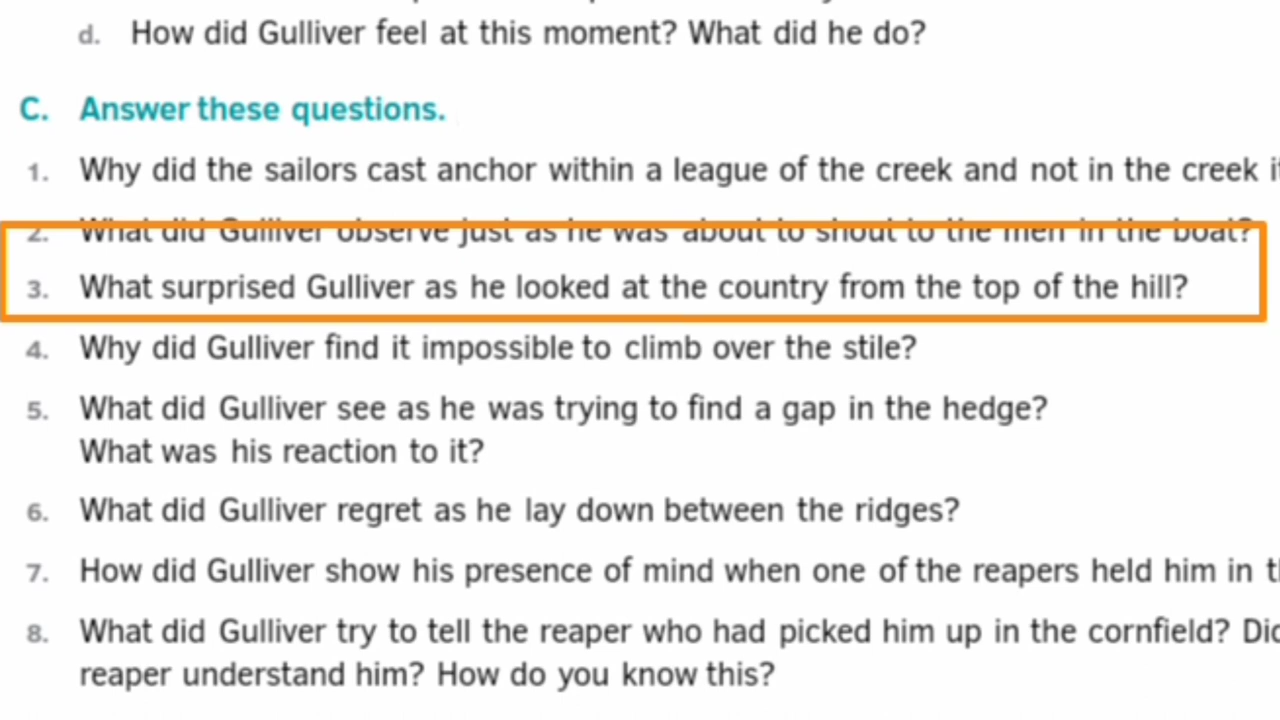 d. How did Gulliver feel at this moment? What did he do?
C. Answer these questions.
1. Why did the sailors cast anchor within a league of the creek and not in the creek
2. What did Gulliver observe just as he was about to shout to the men in the boat?
3. What surprised Gulliver as he looked at the country from the top of the hill?
4. Why did Gulliver find it impossible to climb over the stile?
5. What did Gulliver see as he was trying to find a gap in the hedge?
What was his reaction to it?
6. What did Gulliver regret as he lay down between the ridges?
7. How did Gulliver show his presence of mind when one of the reapers held him in
8. What did Gulliver try to tell the reaper who had picked him up in the cornfield?
reaper understand him? How do you know this?